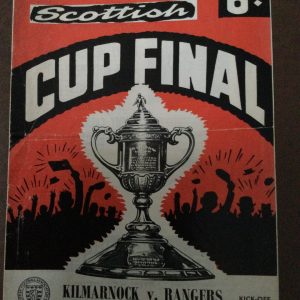 Scottish
6ᴰ
CUP FINAL
KILMARNOCK v. RANGERS
KICK-OFF